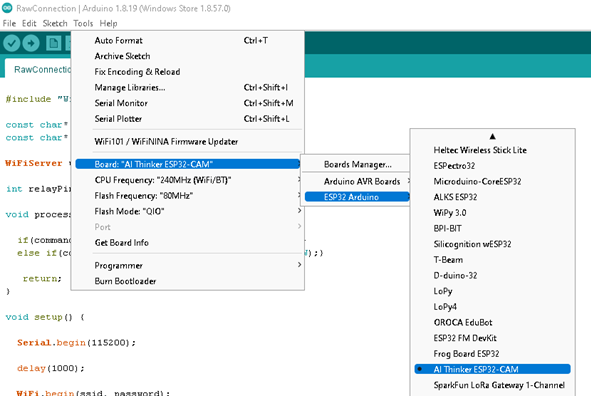 RawConnection | Arduino 1.8.19 (Windows Store 1.8.57.0)
File Edit Sketch Tools Help
RawConnection
#include "W
const char*
const char*
WiFiServer
int relayPin
void process
if(command
else if(co
);)
return;
}
void setup() {
Serial.begin(115200);
delay(1000);
WiFi.begin(ssid, password);
Auto Format Ctrl+T
Archive Sketch
Fix Encoding & Reload
Manage Libraries... Ctrl+Shift+I
Serial Monitor Ctrl+Shift+M
Serial Plotter Ctrl+Shift+L
WiFi101 / WiFiNINA Firmware Updater
Board: "AI Thinker ESP32-CAM"
CPU Frequency: "240MHz (WiFi/BT)"
Flash Frequency: "80MHz"
Flash Mode: "QIO"
Port
Get Board Info
Programmer
Burn Bootloader
Boards Manager...
Arduino AVR Boards
ESP32 Arduino
Heltec Wireless Stick Lite
ESPectro32
Microduino-CoreESP32
ALKS ESP32
WiPy 3.0
BPI-BIT
Silicognition wESP32
T-Beam
D-duino-32
LoPy
LoPy4
OROCA EduBot
ESP32 FM DevKit
Frog Board ESP32
AI Thinker ESP32-CAM
SparkFun LoRa Gateway 1-Channel